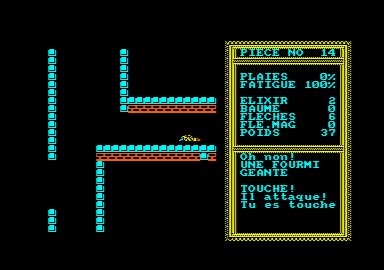 PIECE NO 14
PLAIES 0%
FATIGUE 100%
ELIXIR 2
BAUME 0
FLECHES 6
FLE.MAG 0
POIDS 37
Oh non!
UNE FOURMI
GEANTE
TOUCHE!
Il attaque!
Tu es touche